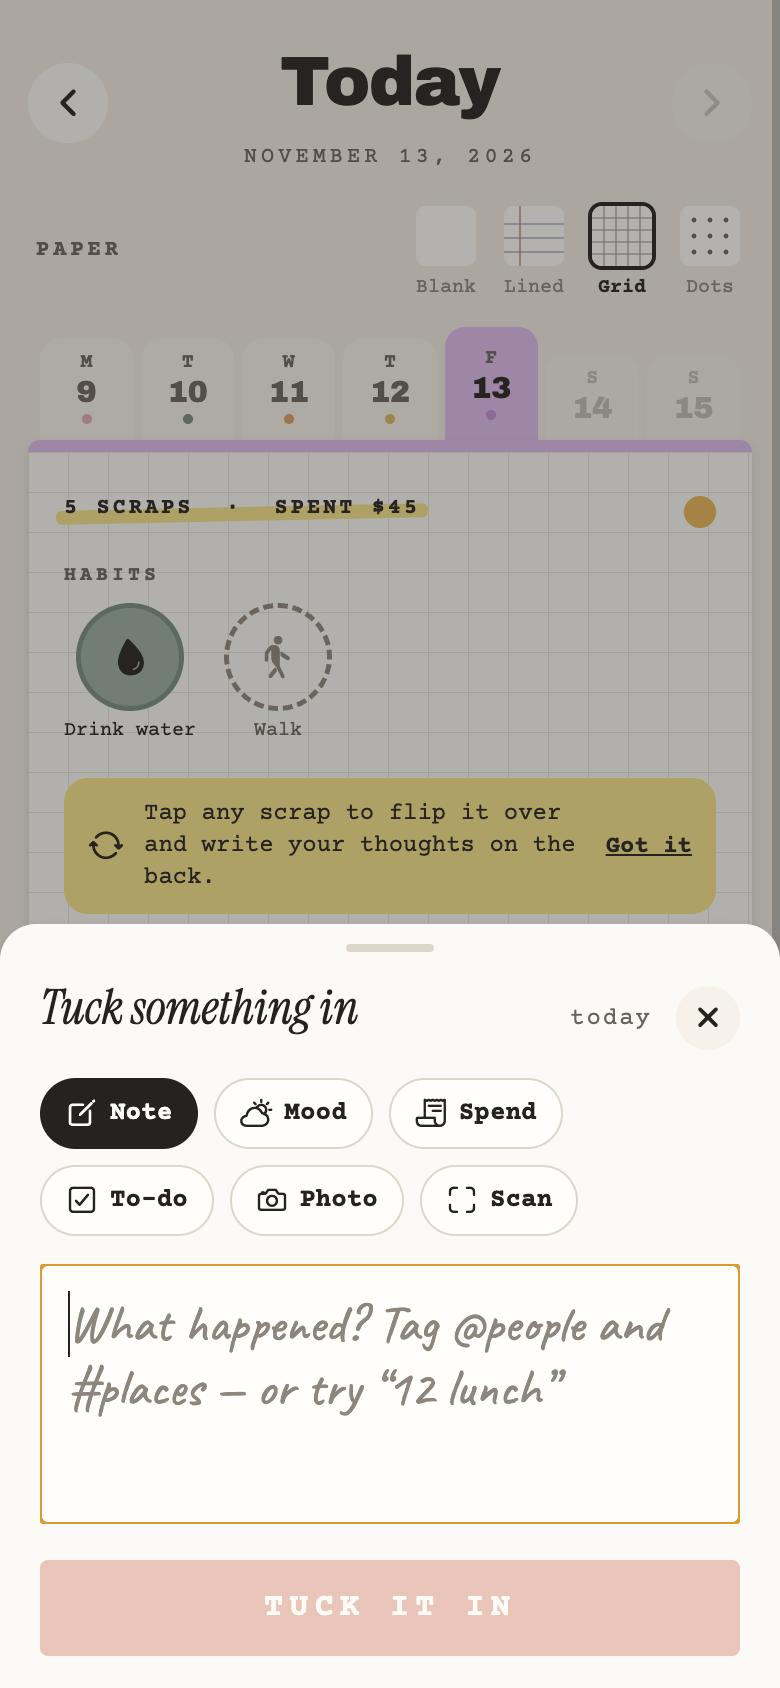 Today
NOVEMBER 13, 2026
PAPER
Blank Lined Grid Dots
M T W T F S S
9 10 11 12 13 14 15
5 SCRAPS · SPENT $45
HABITS
Drink water Walk
Tap any scrap to flip it over
and write your thoughts on the
back.
Got it
Tuck something in
today
Note Mood Spend
To-do Photo Scan
What happened? Tag @people and
#places — or try “12 lunch”
TUCK IT IN